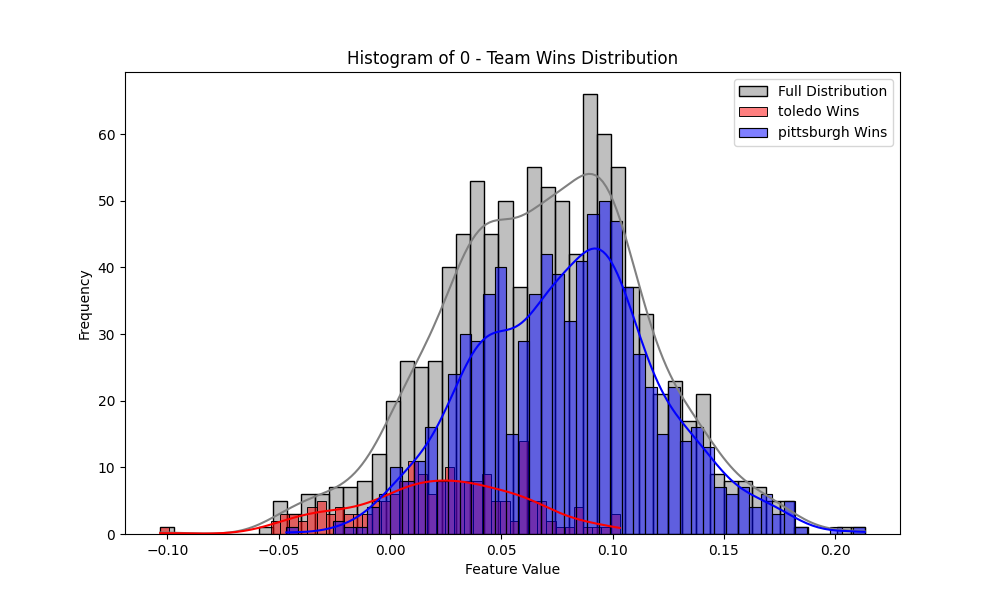 Histogram of 0 - Team Wins Distribution
Full Distribution
toledo Wins
pittsburgh Wins
Frequency
60
50
40
30
20
10
0
−0.10
−0.05
0.00
0.05
0.10
0.15
0.20
Feature Value